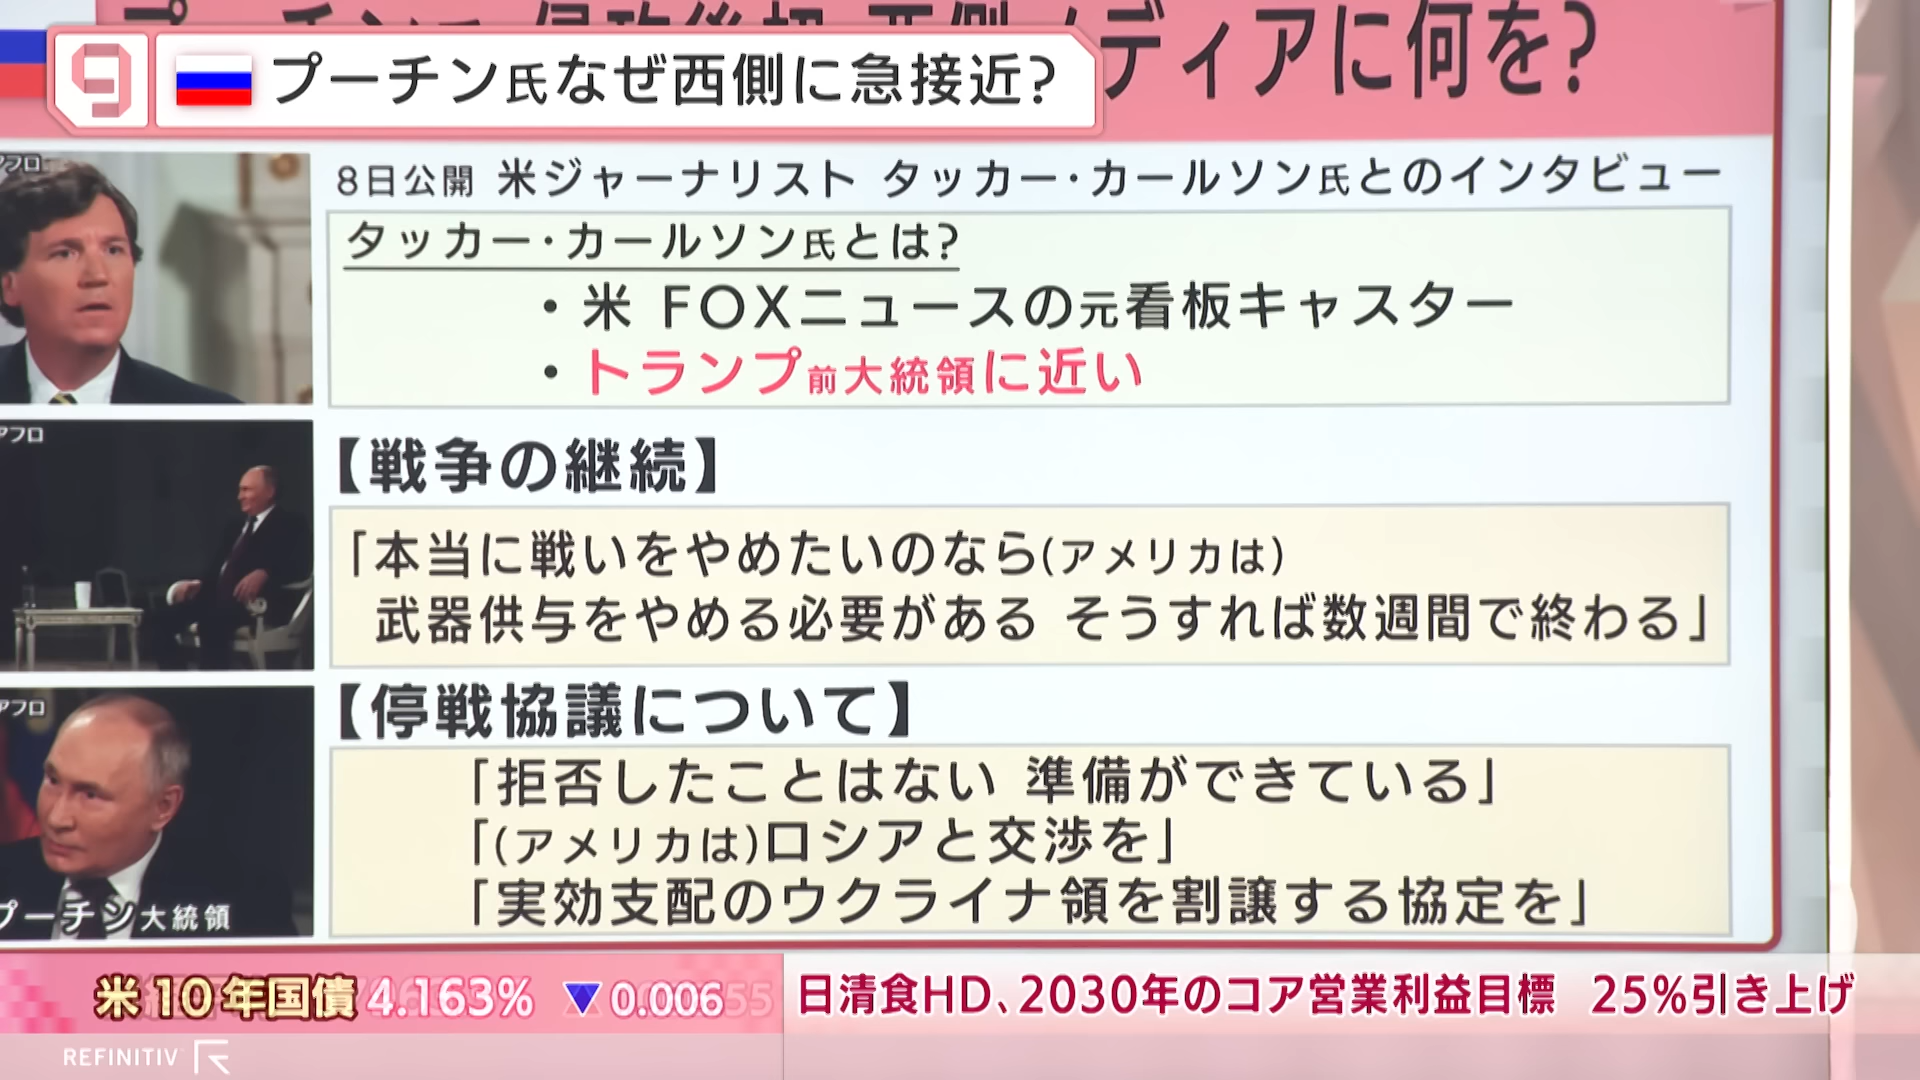 メディアに何を?
9
プーチン氏なぜ西側に急接近?
アフロ
8日公開 米ジャーナリスト タッカー・カールソン氏とのインタビュー
タッカー・カールソン氏とは?
・米 FOXニュースの元看板キャスター
・トランプ前大統領に近い
アフロ
【戦争の継続】
「本当に戦いをやめたいのなら(アメリカは)
武器供与をやめる必要がある そうすれば数週間で終わる」
アフロ
【停戦協議について】
「拒否したことはない 準備ができている」
「(アメリカは)ロシアと交渉を」
「実効支配のウクライナ領を割譲する協定を」
プーチン大統領
米10年国債 4.163% ▼0.006
日清食HD、2030年のコア営業利益目標 25%引き上げ
REFINITIV